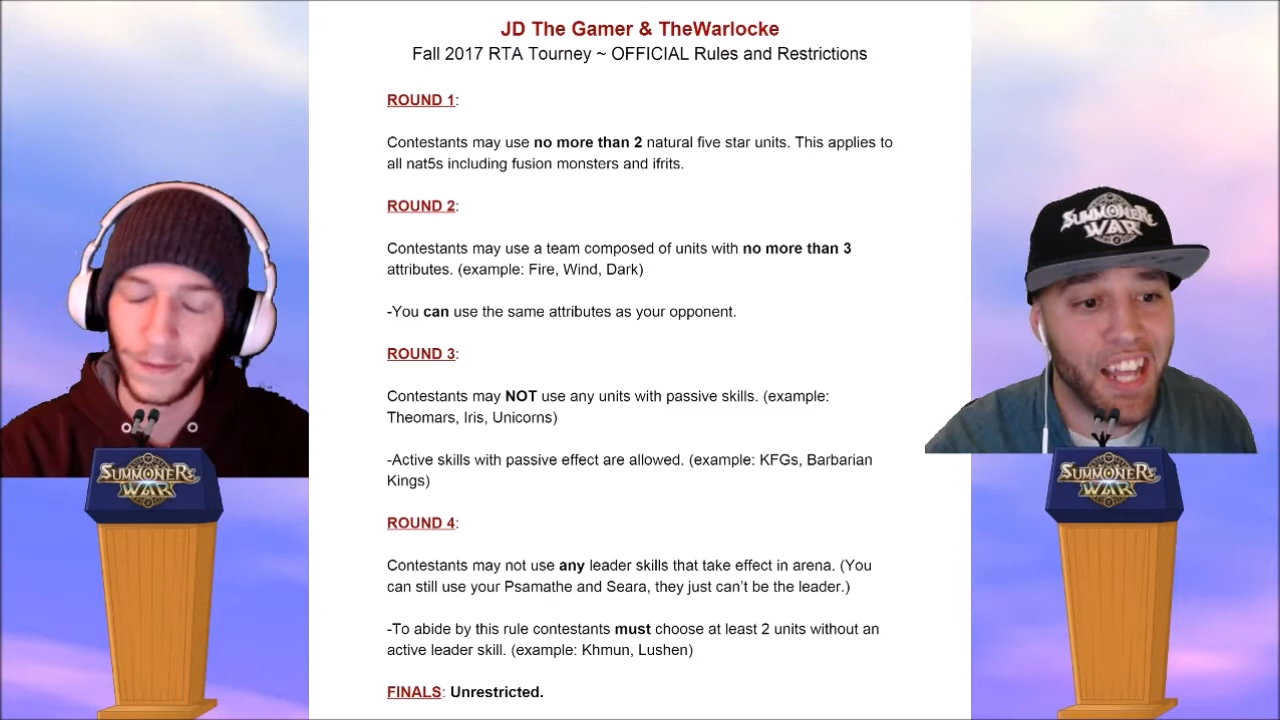 JD The Gamer & TheWarlocke
Fall 2017 RTA Tourney ~ OFFICIAL Rules and Restrictions
ROUND 1:
Contestants may use no more than 2 natural five star units. This applies to
all nat5s including fusion monsters and ifrits.
ROUND 2:
Contestants may use a team composed of units with no more than 3
attributes. (example: Fire, Wind, Dark)
-You can use the same attributes as your opponent.
ROUND 3:
Contestants may NOT use any units with passive skills. (example:
Theomars, Iris, Unicorns)
-Active skills with passive effect are allowed. (example: KFGs, Barbarian
Kings)
ROUND 4:
Contestants may not use any leader skills that take effect in arena. (You
can still use your Psamathe and Seara, they just can't be the leader.)
-To abide by this rule contestants must choose at least 2 units without an
active leader skill. (example: Khmun, Lushen)
FINALS: Unrestricted.
SUMMONERS
WAR
SUMMONERS
WAR
SUMMONERS
WAR